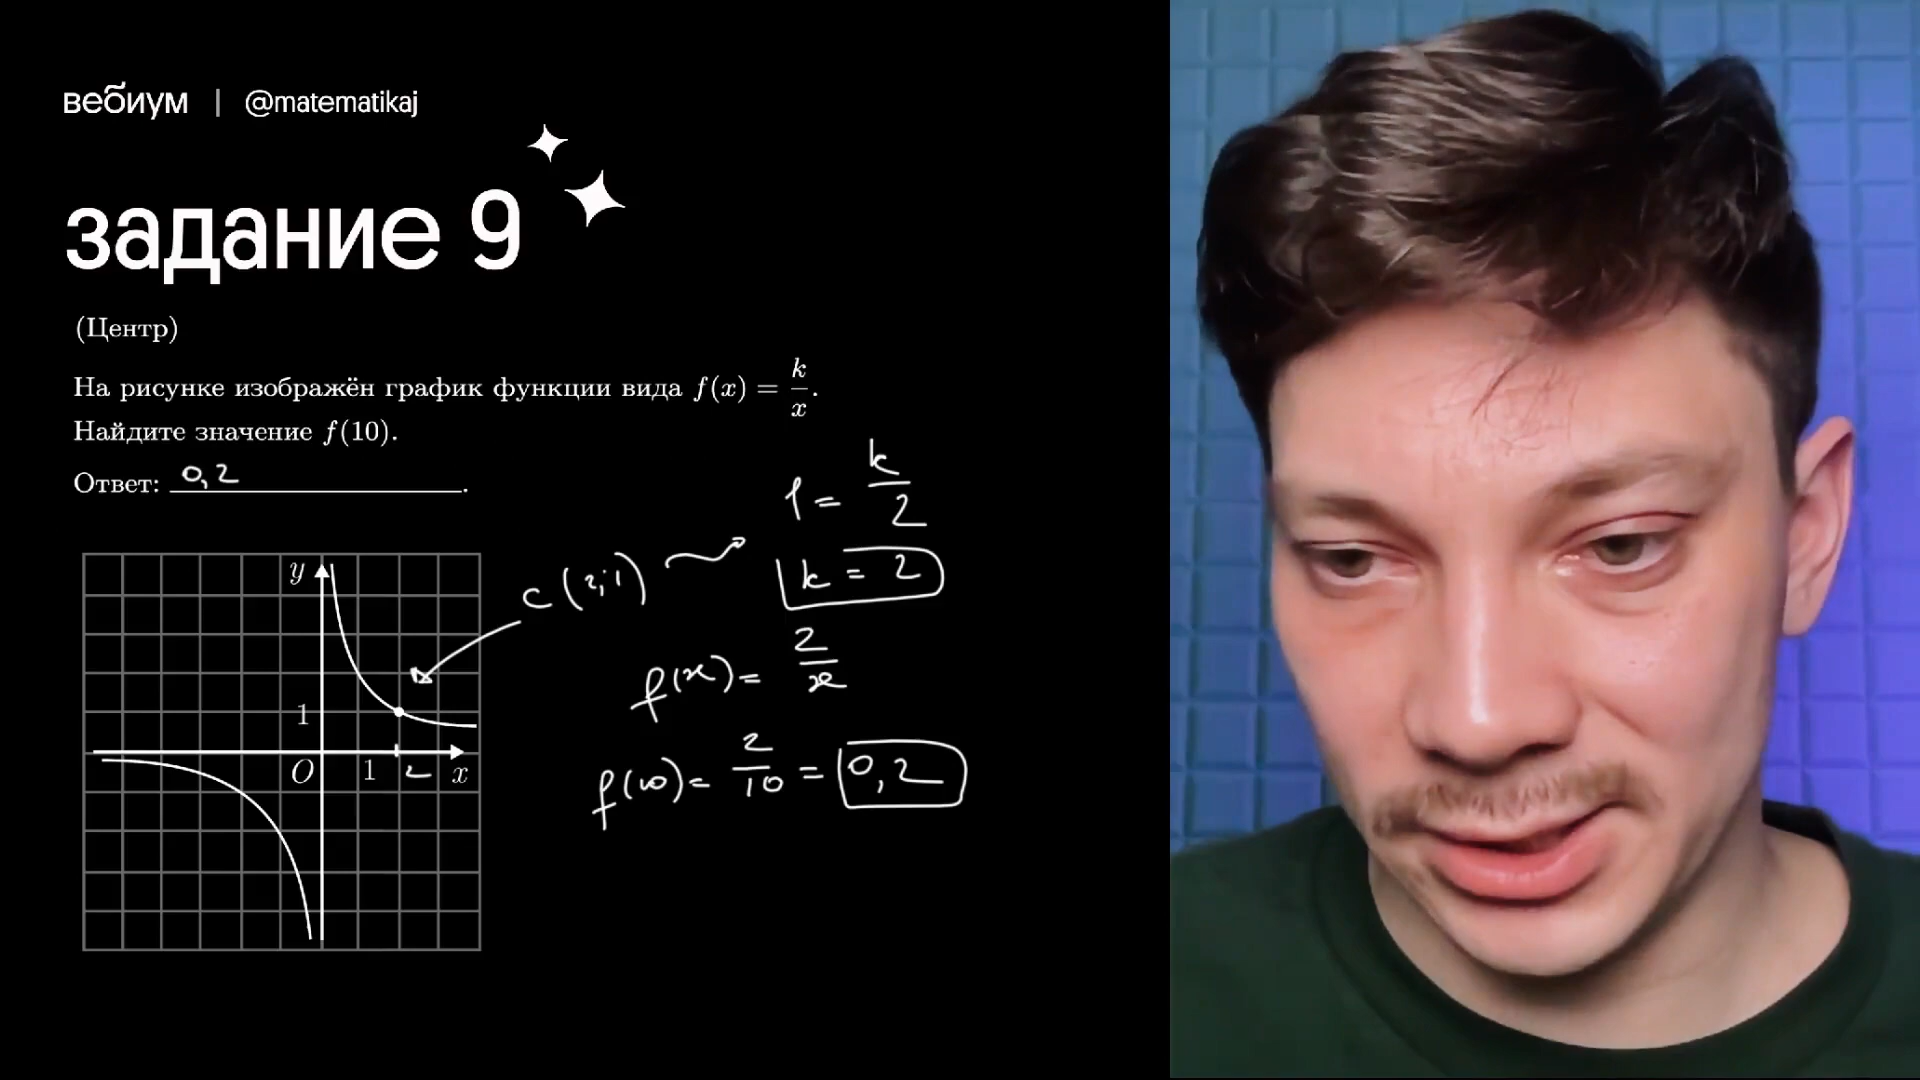 вебиум | @matematikaj
задание 9
(Центр)
На рисунке изображён график функции вида f(x) = k/x.
Найдите значение f(10).
Ответ: 0,2.
1 = k/2
C (2;1)
k = 2
f(x) = 2/x
f(10) = 2/10 = 0,2
y
1
O 1 2 x